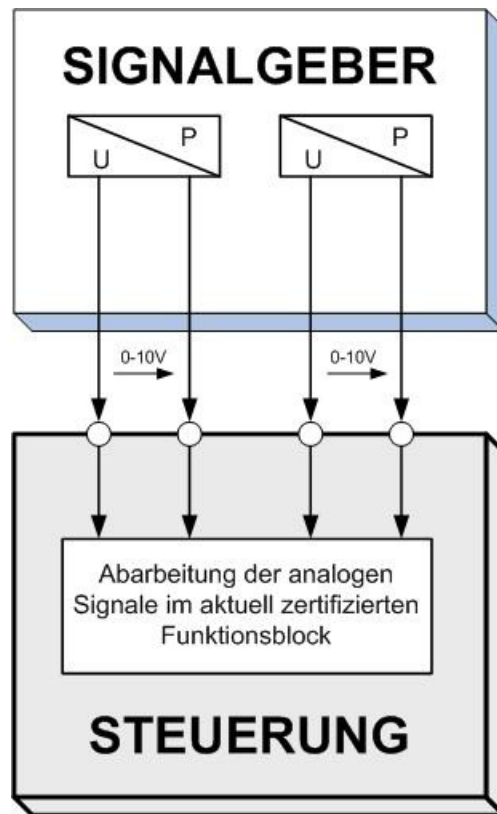 SIGNALGEBER
U P
U P
0-10V
0-10V
Abarbeitung der analogen
Signale im aktuell zertifizierten
Funktionsblock
STEUERUNG